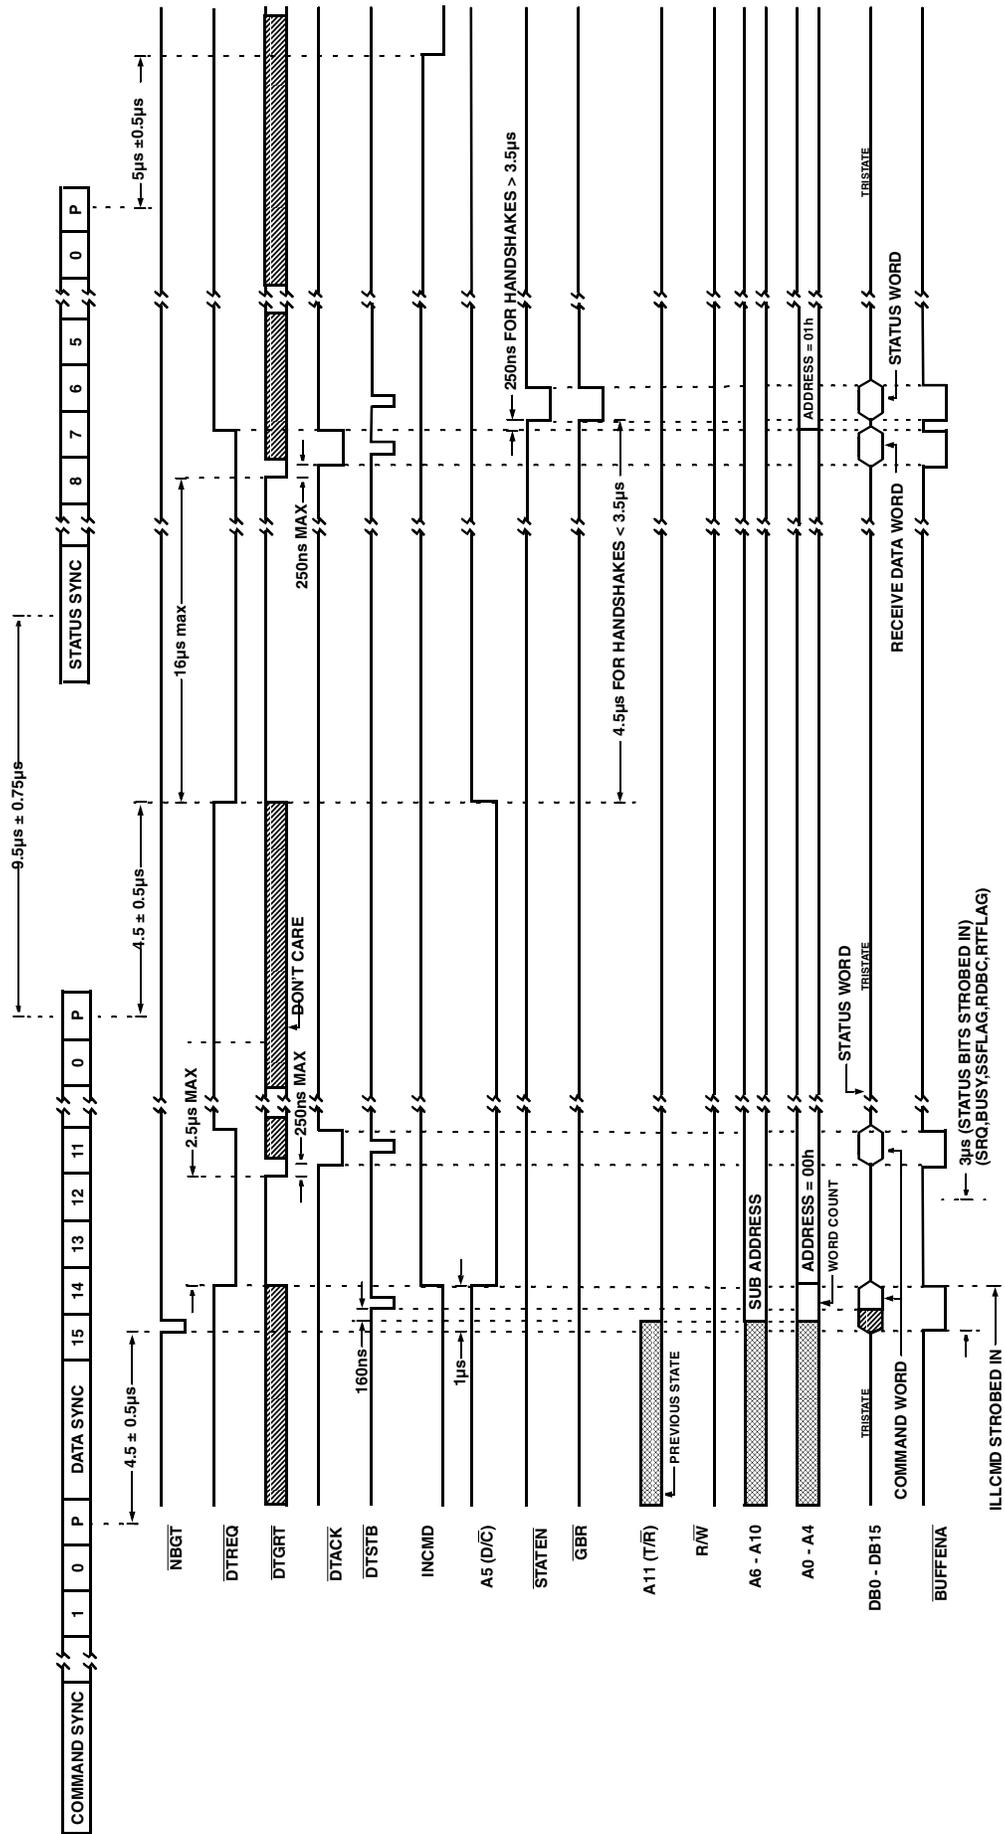 9.5µs ± 0.75µs
COMMAND SYNC 1 0 P DATA SYNC 15 14 13 12 11 0 P STATUS SYNC 8 7 6 5 0 P
4.5 ± 0.5µs
4.5 ± 0.5µs
5µs ±0.5µs
NBGT
2.5µs MAX
16µs max
DTREQ
DTGRT
DON'T CARE
250ns MAX
250ns MAX
DTACK
160ns
DTSTB
INCMD
1µs
A5 (D/C)
250ns FOR HANDSHAKES > 3.5µs
STATEN
GBR
4.5µs FOR HANDSHAKES < 3.5µs
A11 (T/R)
PREVIOUS STATE
R/W
A6 - A10
SUB ADDRESS
A0 - A4
ADDRESS = 00h
ADDRESS = 01h
WORD COUNT
STATUS WORD
DB0 - DB15
TRISTATE
TRISTATE
TRISTATE
COMMAND WORD
RECEIVE DATA WORD
STATUS WORD
BUFFENA
3µs (STATUS BITS STROBED IN)
(SRQ,BUSY,SSFLAG,RDBC,RTFLAG)
ILLCMD STROBED IN